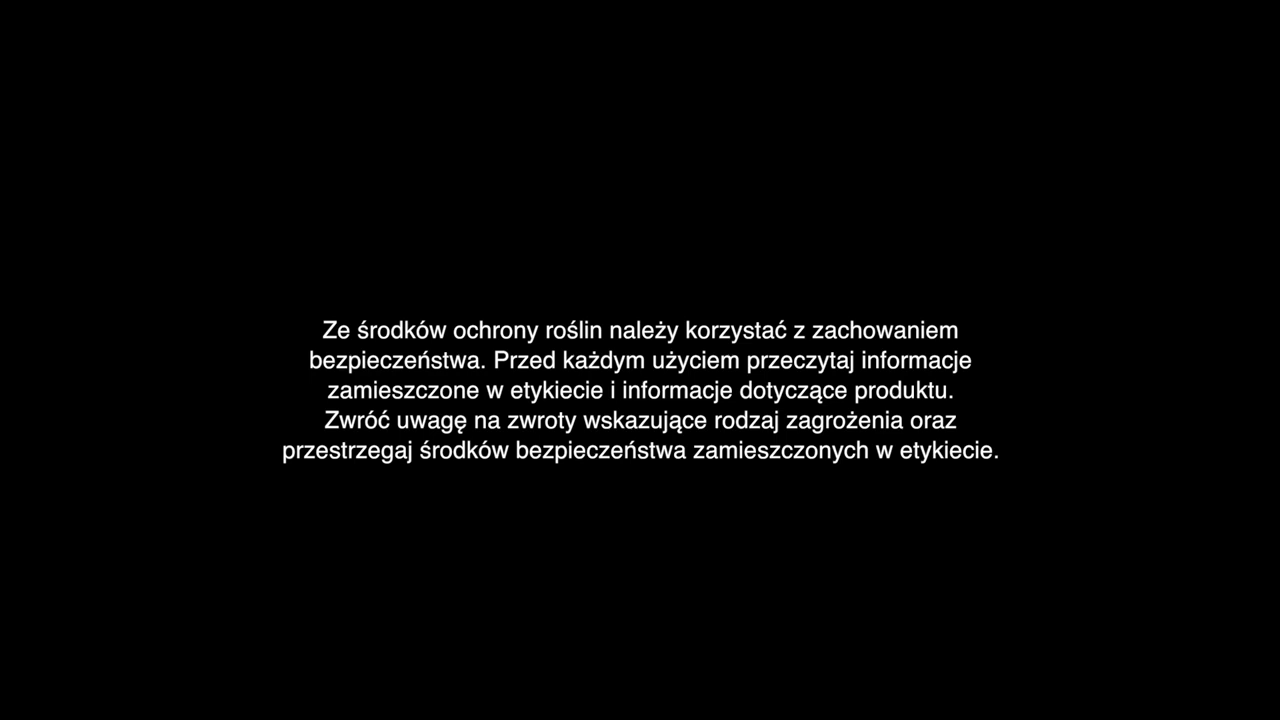 Ze środków ochrony roślin należy korzystać z zachowaniem
bezpieczeństwa. Przed każdym użyciem przeczytaj informacje
zamieszczone w etykiecie i informacje dotyczące produktu.
Zwróć uwagę na zwroty wskazujące rodzaj zagrożenia oraz
przestrzegaj środków bezpieczeństwa zamieszczonych w etykiecie.